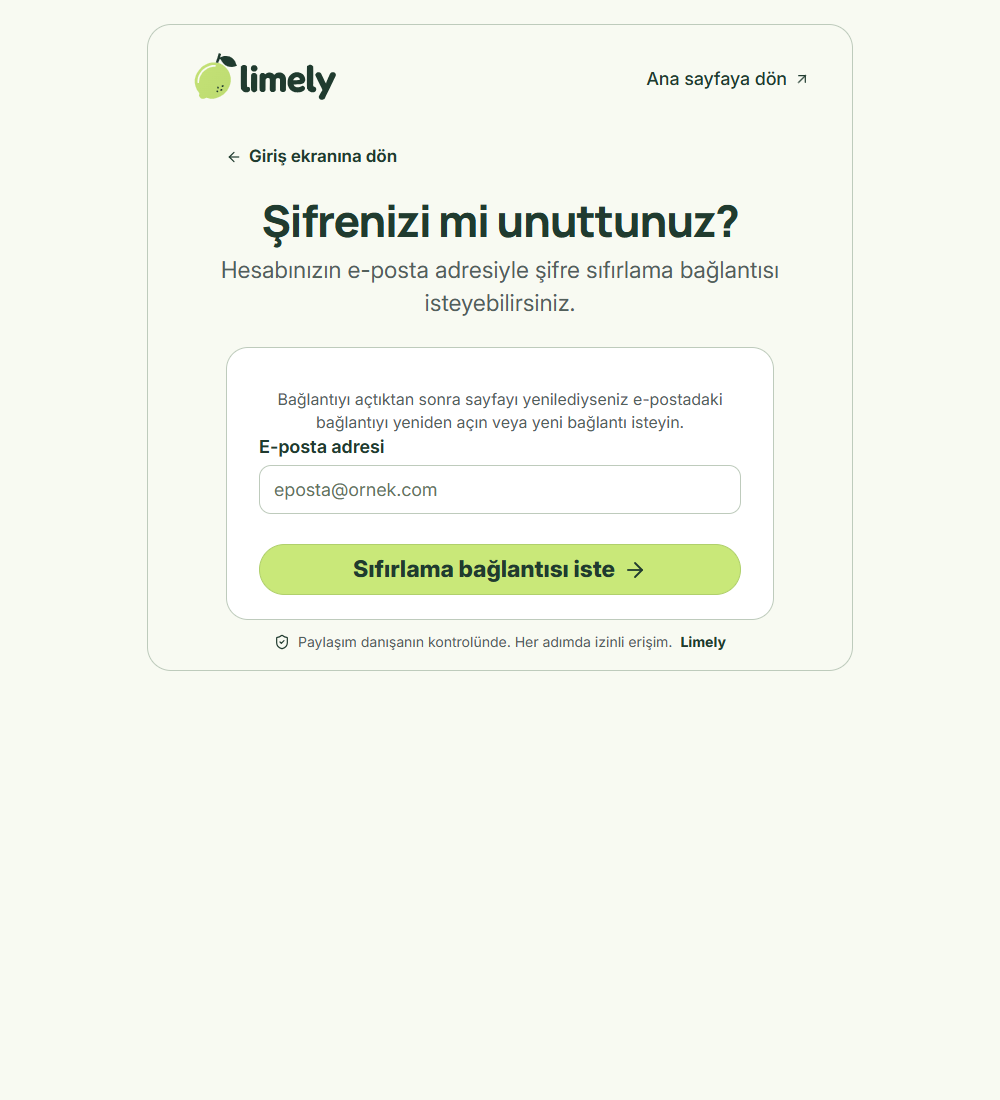 limely
Ana sayfaya dön
Giriş ekranına dön
Şifrenizi mi unuttunuz?
Hesabınızın e-posta adresiyle şifre sıfırlama bağlantısı
isteyebilirsiniz.
Bağlantıyı açtıktan sonra sayfayı yenilediyseniz e-postadaki
bağlantıyı yeniden açın veya yeni bağlantı isteyin.
E-posta adresi
eposta@ornek.com
Sıfırlama bağlantısı iste
Paylaşım danışanın kontrolünde. Her adımda izinli erişim. Limely